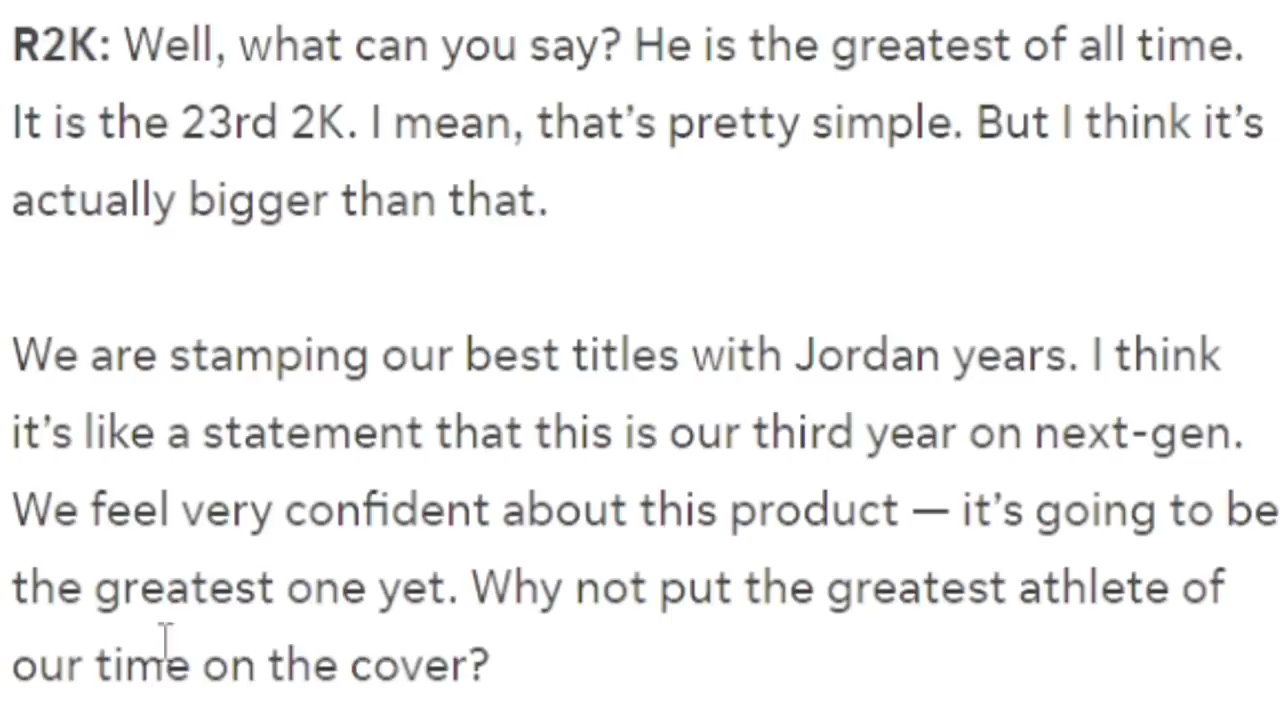 R2K: Well, what can you say? He is the greatest of all time.
It is the 23rd 2K. I mean, that’s pretty simple. But I think it’s
actually bigger than that.
We are stamping our best titles with Jordan years. I think
it’s like a statement that this is our third year on next-gen.
We feel very confident about this product — it’s going to be
the greatest one yet. Why not put the greatest athlete of
our time on the cover?